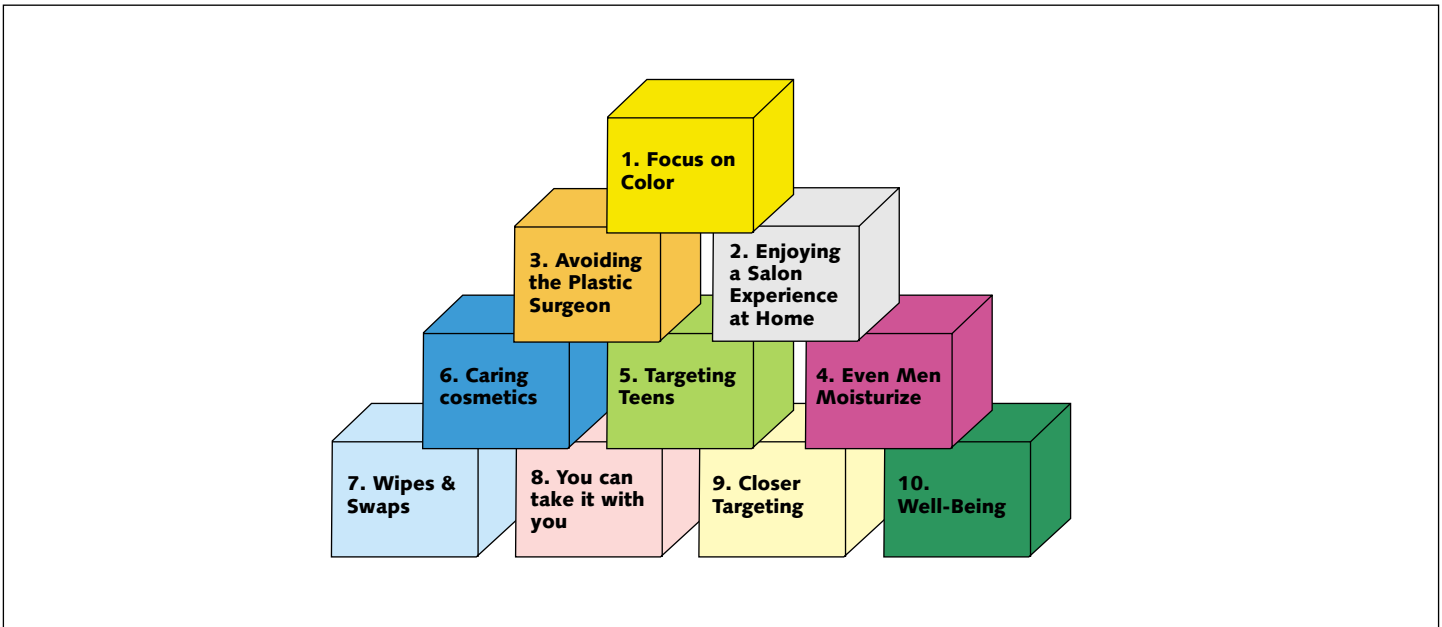 1. Focus on
Color
3. Avoiding
the Plastic
Surgeon
2. Enjoying
a Salon
Experience
at Home
6. Caring
cosmetics
5. Targeting
Teens
4. Even Men
Moisturize
7. Wipes &
Swaps
8. You can
take it with
you
9. Closer
Targeting
10.
Well-Being